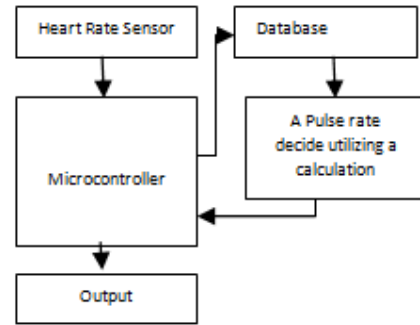 Heart Rate Sensor
Database
Microcontroller
A Pulse rate
decide utilizing a
calculation
Output